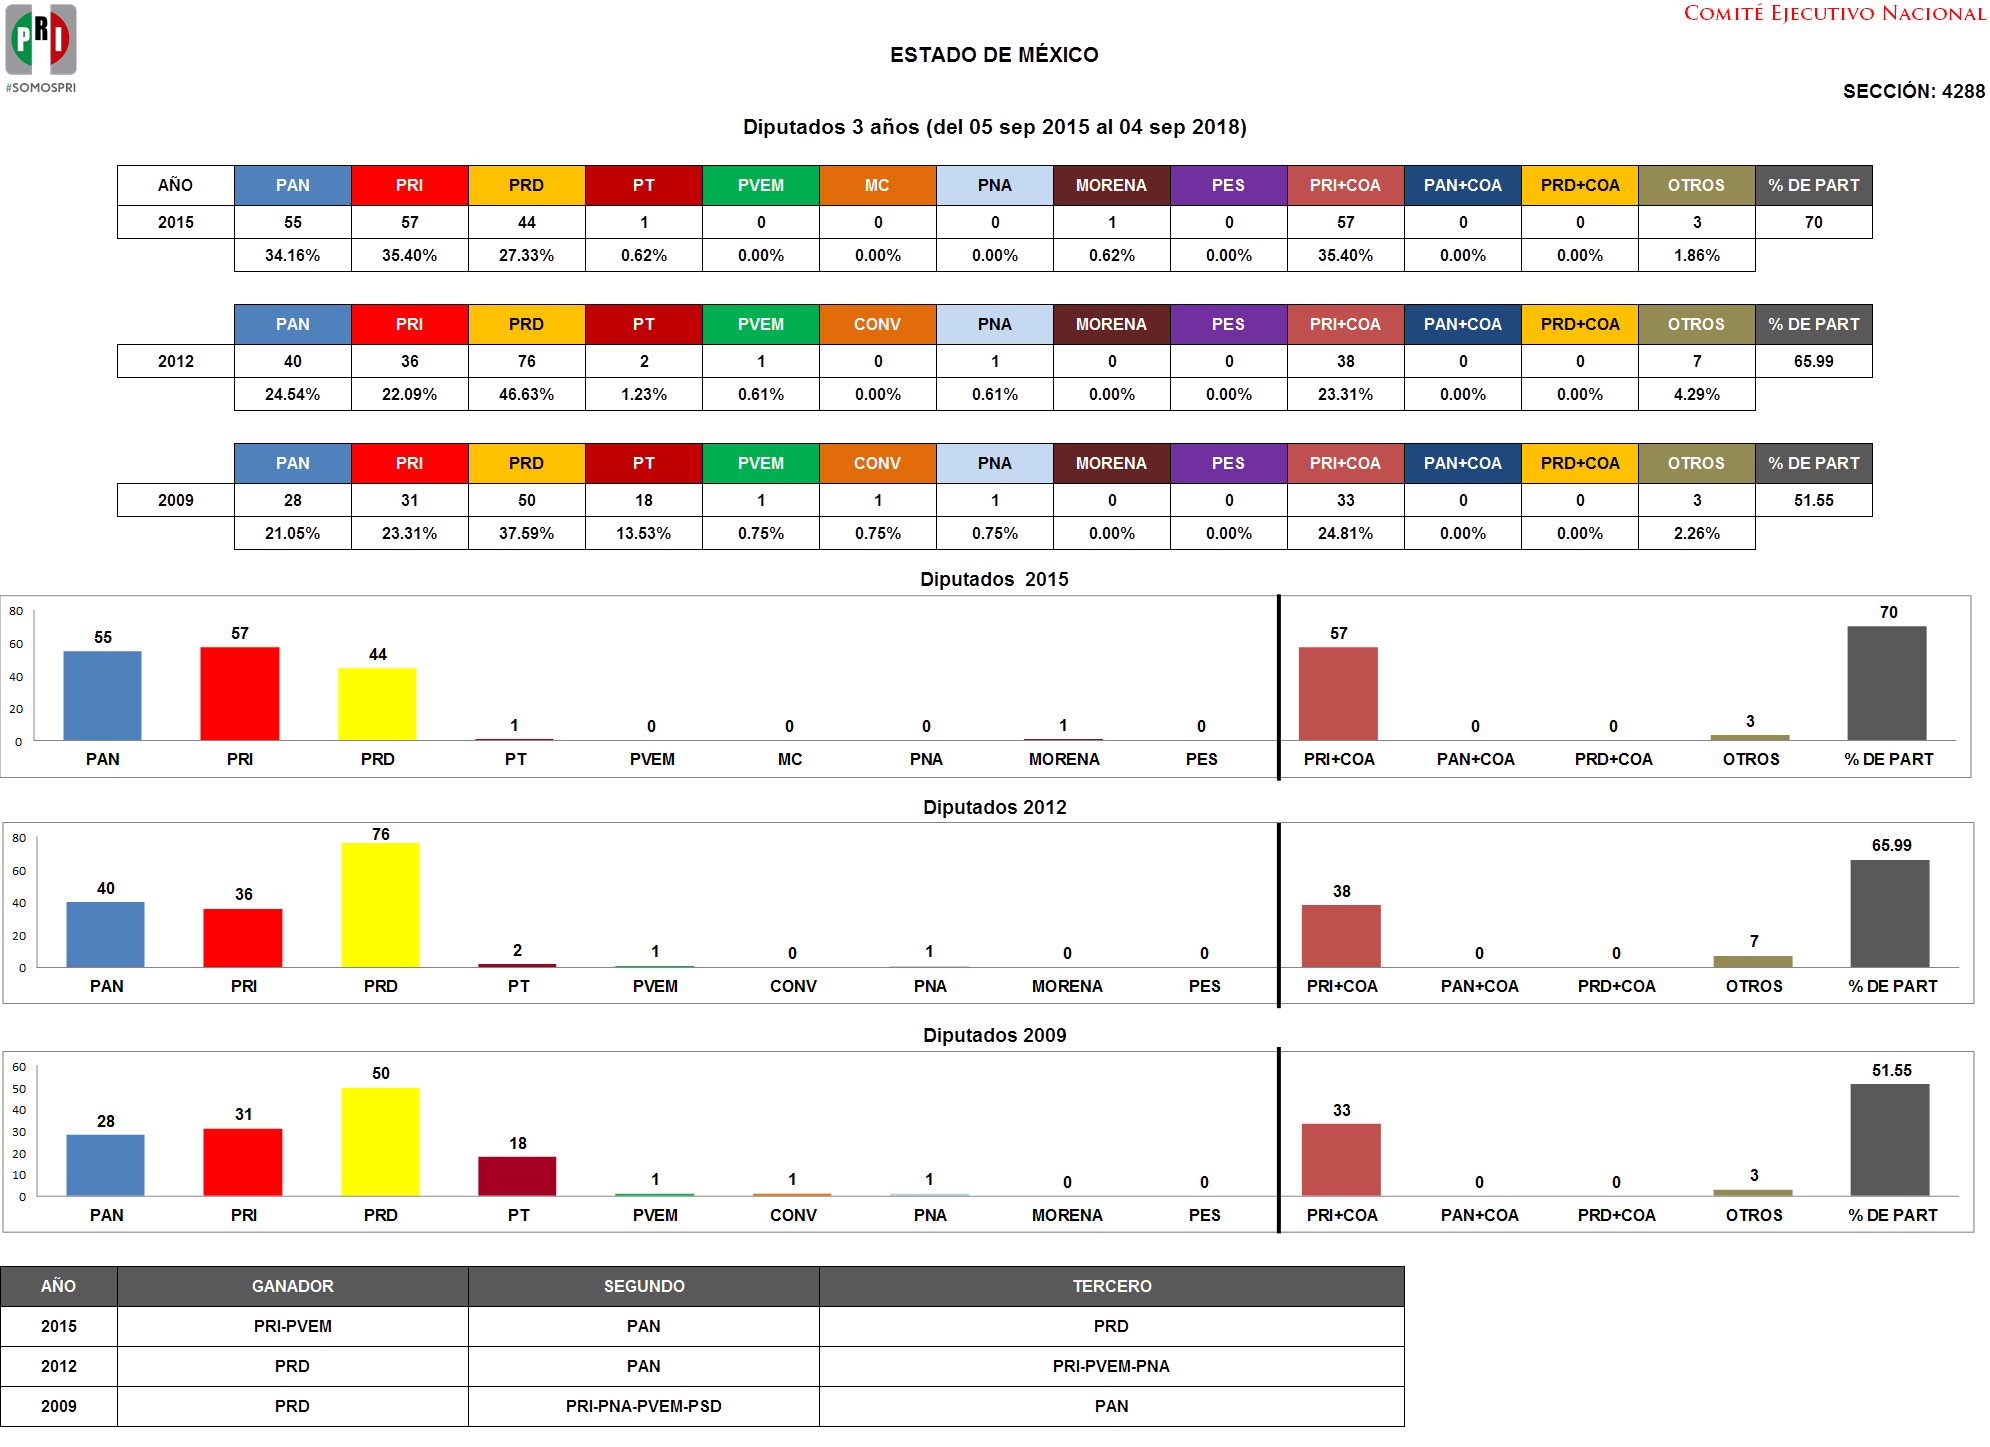 PRI
#SOMOSPRI
COMITÉ EJECUTIVO NACIONAL
ESTADO DE MÉXICO
SECCIÓN: 4288
Diputados 3 años (del 05 sep 2015 al 04 sep 2018)
AÑO PAN PRI PRD PT PVEM MC PNA MORENA PES PRI+COA PAN+COA PRD+COA OTROS % DE PART
2015 55 57 44 1 0 0 0 1 0 57 0 0 3 70
34.16% 35.40% 27.33% 0.62% 0.00% 0.00% 0.00% 0.62% 0.00% 35.40% 0.00% 0.00% 1.86%
PAN PRI PRD PT PVEM CONV PNA MORENA PES PRI+COA PAN+COA PRD+COA OTROS % DE PART
2012 40 36 76 2 1 0 1 0 0 38 0 0 7 65.99
24.54% 22.09% 46.63% 1.23% 0.61% 0.00% 0.61% 0.00% 0.00% 23.31% 0.00% 0.00% 4.29%
PAN PRI PRD PT PVEM CONV PNA MORENA PES PRI+COA PAN+COA PRD+COA OTROS % DE PART
2009 28 31 50 18 1 1 1 0 0 33 0 0 3 51.55
21.05% 23.31% 37.59% 13.53% 0.75% 0.75% 0.75% 0.00% 0.00% 24.81% 0.00% 0.00% 2.26%
Diputados 2015
80
60
40
20
0
55 57 44 1 0 0 0 1 0 57 0 0 3 70
PAN PRI PRD PT PVEM MC PNA MORENA PES PRI+COA PAN+COA PRD+COA OTROS % DE PART
Diputados 2012
80
60
40
20
0
40 36 76 2 1 0 1 0 0 38 0 0 7 65.99
PAN PRI PRD PT PVEM CONV PNA MORENA PES PRI+COA PAN+COA PRD+COA OTROS % DE PART
Diputados 2009
60
50
40
30
20
10
0
28 31 50 18 1 1 1 0 0 33 0 0 3 51.55
PAN PRI PRD PT PVEM CONV PNA MORENA PES PRI+COA PAN+COA PRD+COA OTROS % DE PART
AÑO GANADOR SEGUNDO TERCERO
2015 PRI-PVEM PAN PRD
2012 PRD PAN PRI-PVEM-PNA
2009 PRD PRI-PNA-PVEM-PSD PAN